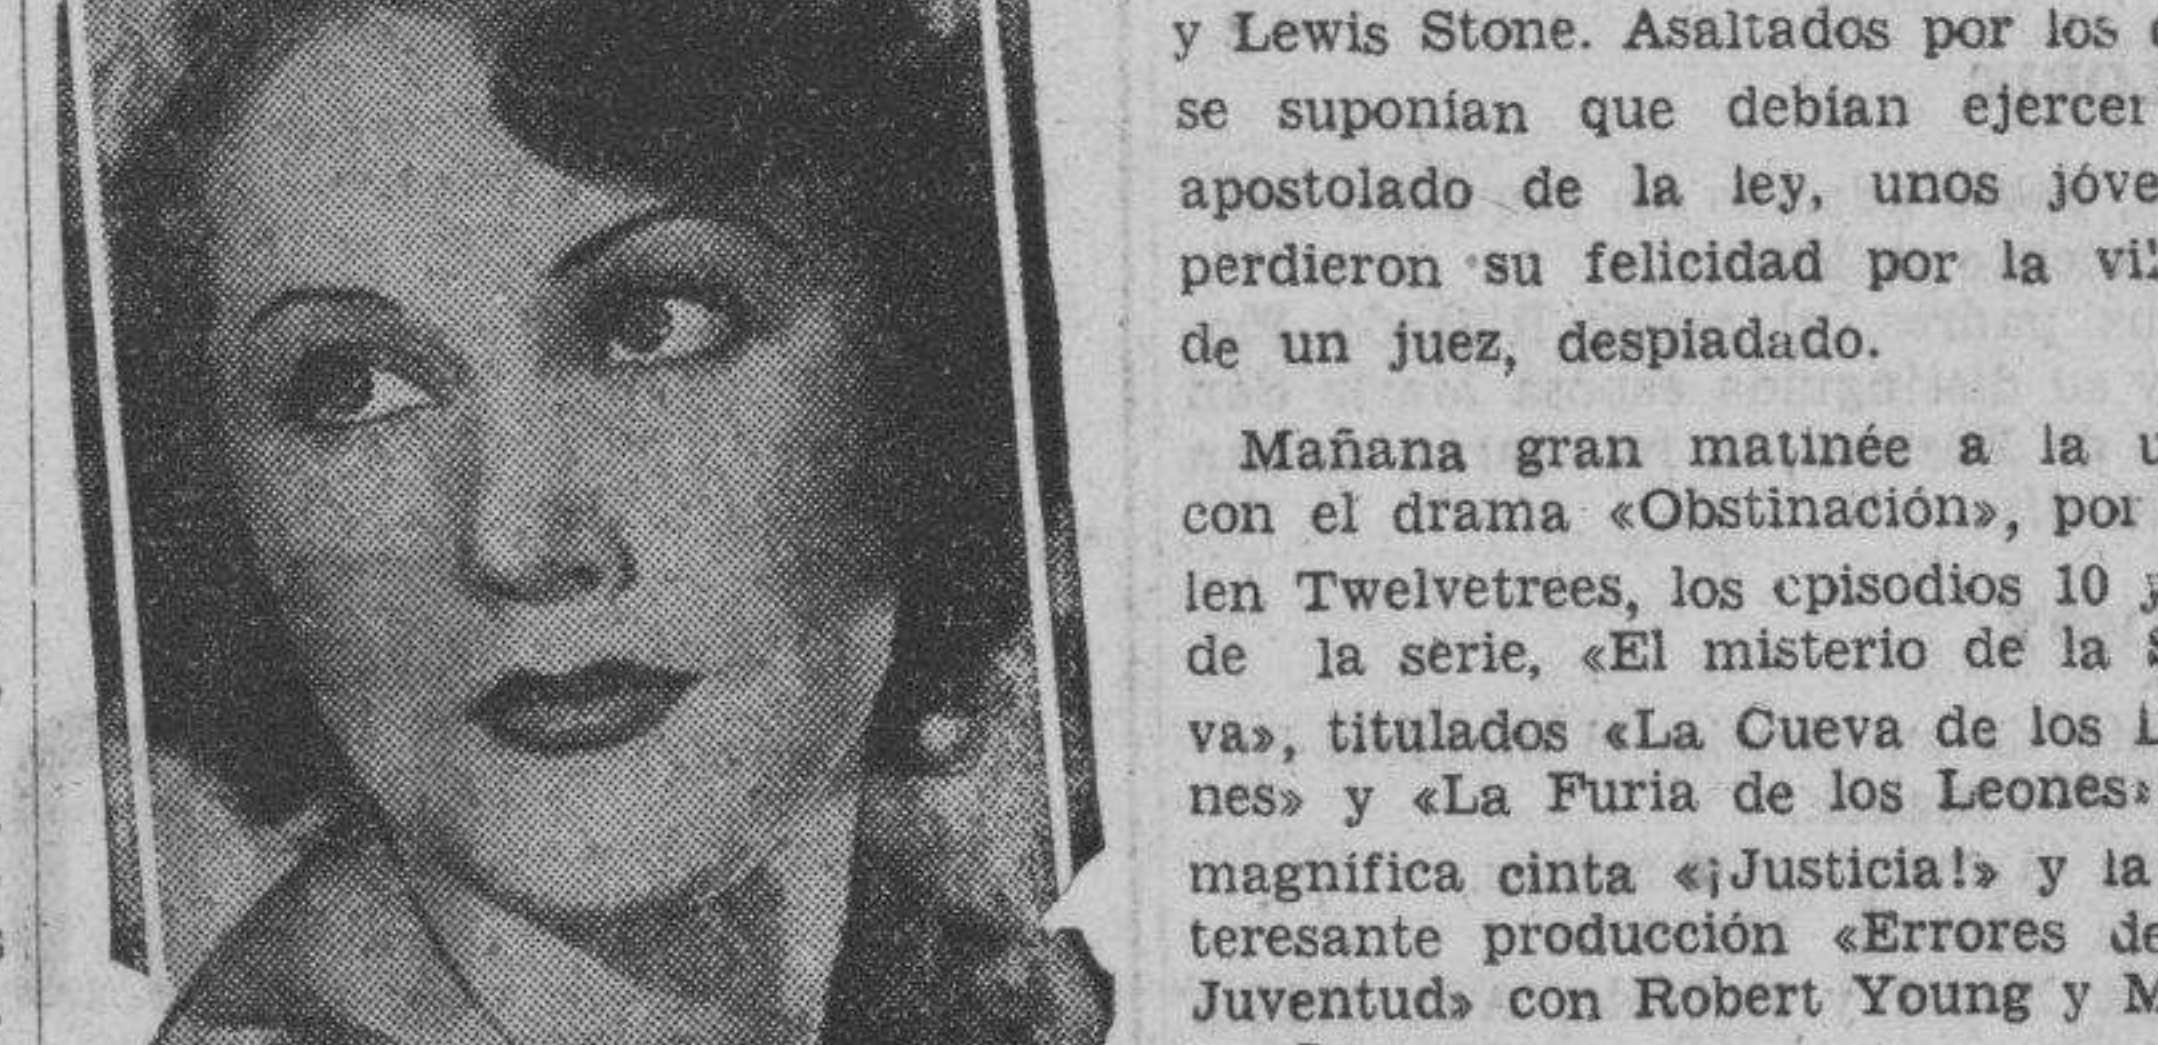 y Lewis Stone. Asaltados por los
se suponían que debían ejercer
apostolado de la ley, unos jóve
perdieron su felicidad por la
de un juez, despiadado.
Mañana gran matinée a la
con el drama «Obstinación», por
len Twelvetrees, los episodios 10
de la serie, «El misterio de la
va», titulados «La Cueva de los
nes» y «La Furia de los Leones»
magnífica cinta «¡Justicia!» y la
teresante producción «Errores de
Juventud» con Robert Young y M